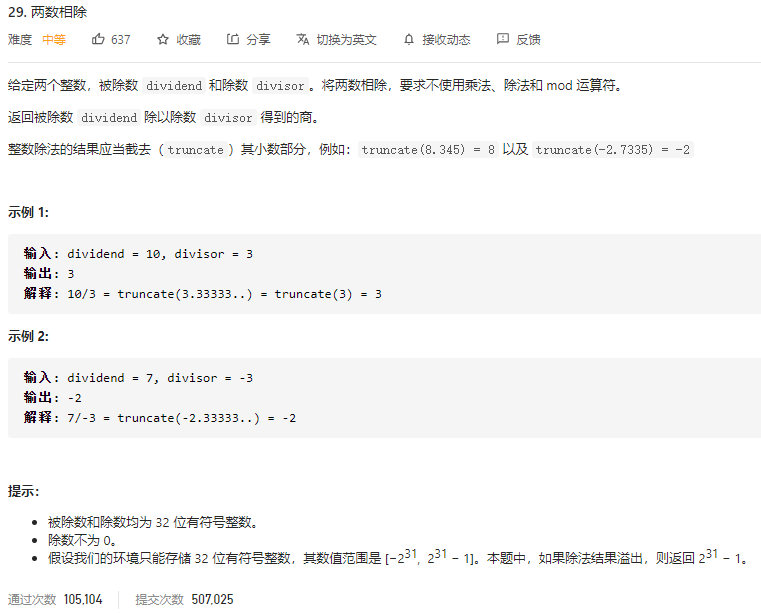 29. 两数相除
难度 中等 637 收藏 分享 切换为英文 接收动态 反馈
给定两个整数，被除数 dividend 和除数 divisor。将两数相除，要求不使用乘法、除法和 mod 运算符。
返回被除数 dividend 除以除数 divisor 得到的商。
整数除法的结果应当截去（truncate）其小数部分，例如：truncate(8.345) = 8 以及 truncate(-2.7335) = -2
示例 1:
输入: dividend = 10, divisor = 3
输出: 3
解释: 10/3 = truncate(3.33333..) = truncate(3) = 3
示例 2:
输入: dividend = 7, divisor = -3
输出: -2
解释: 7/-3 = truncate(-2.33333..) = -2
提示：
• 被除数和除数均为 32 位有符号整数。
• 除数不为 0。
• 假设我们的环境只能存储 32 位有符号整数，其数值范围是 [−2³¹, 2³¹ − 1]。本题中，如果除法结果溢出，则返回 2³¹ − 1。
通过次数 105,104 提交次数 507,025